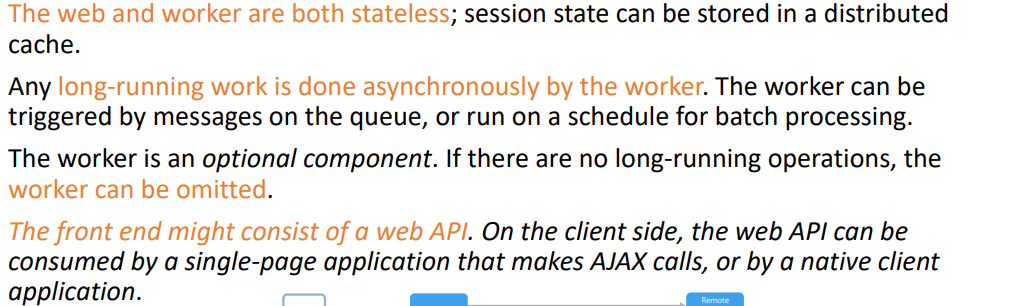 The web and worker are both stateless; session state can be stored in a distributed
cache.
Any long-running work is done asynchronously by the worker. The worker can be
triggered by messages on the queue, or run on a schedule for batch processing.
The worker is an optional component. If there are no long-running operations, the
worker can be omitted.
The front end might consist of a web API. On the client side, the web API can be
consumed by a single-page application that makes AJAX calls, or by a native client
application.
Remote